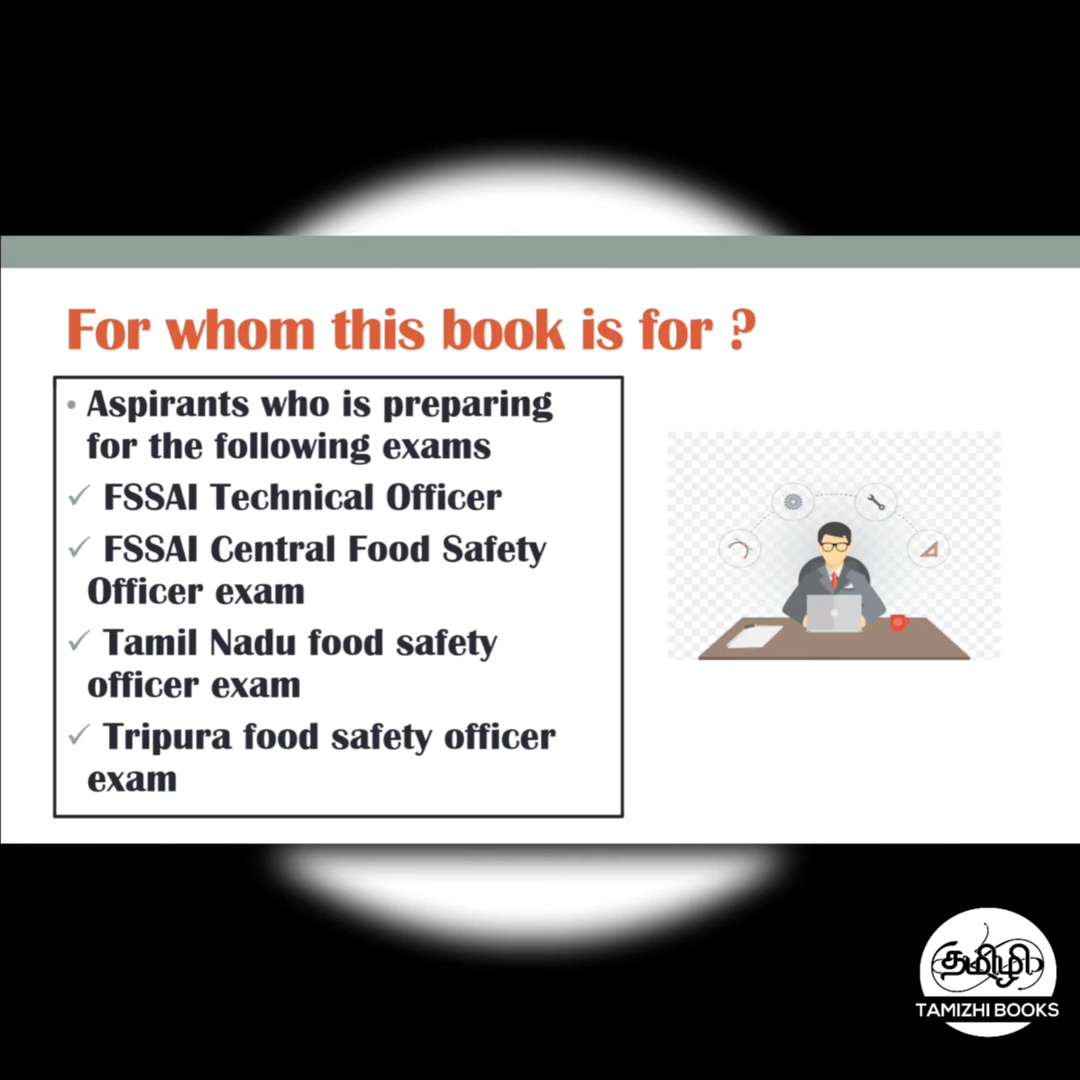 For whom this book is for ?
• Aspirants who is preparing
for the following exams
✓ FSSAI Technical Officer
✓ FSSAI Central Food Safety
Officer exam
✓ Tamil Nadu food safety
officer exam
✓ Tripura food safety officer
exam
தமிழி
TAMIZHI BOOKS